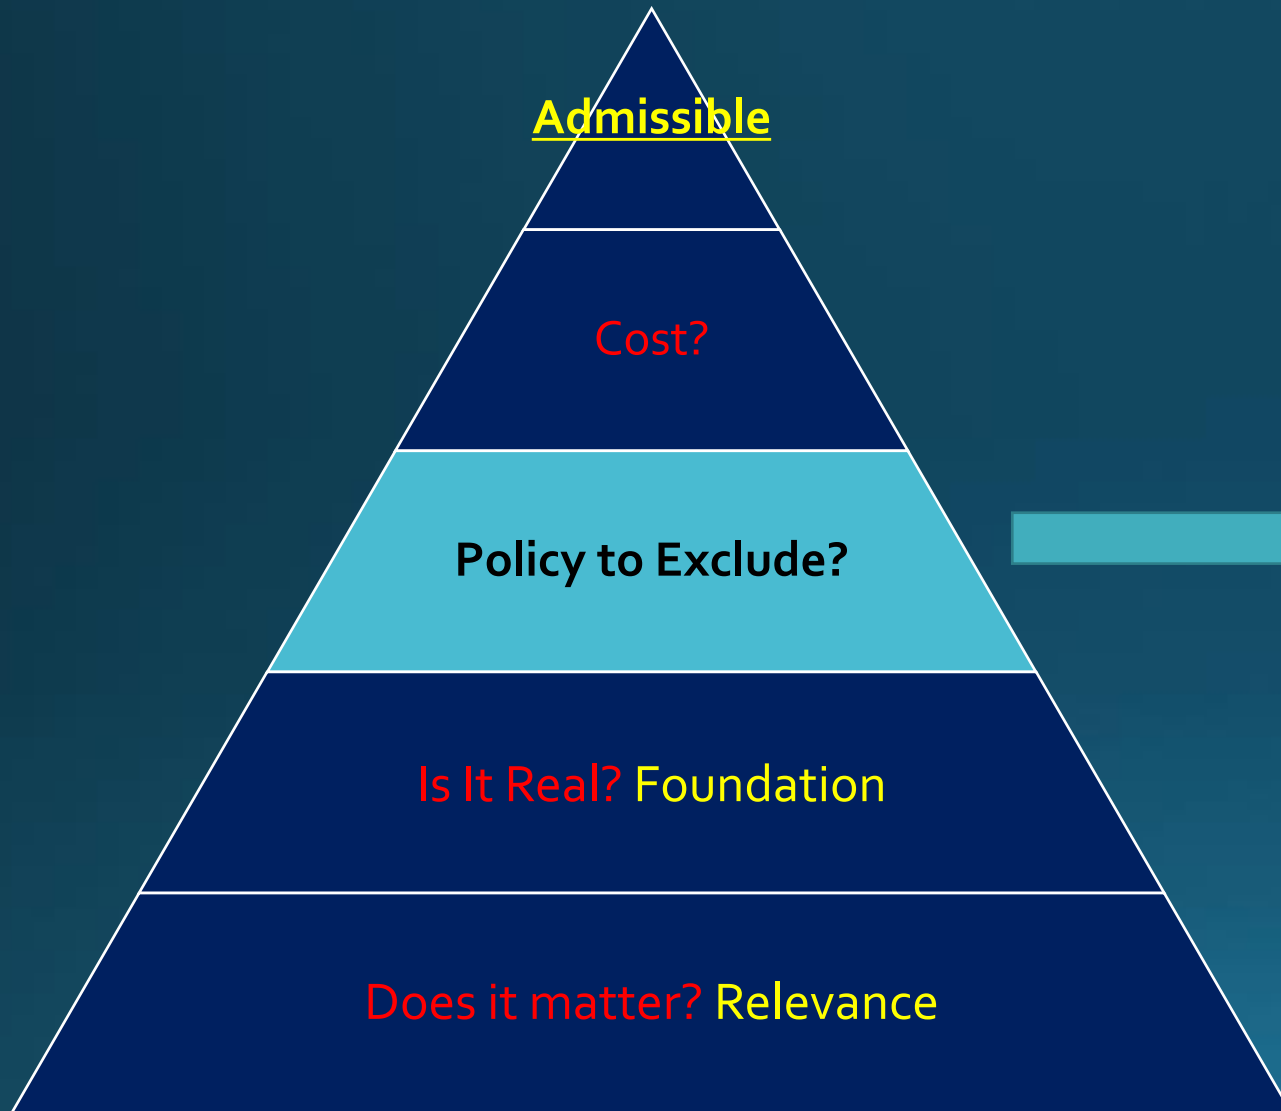 Admissible
Cost?
Policy to Exclude?
Is It Real? Foundation
Does it matter? Relevance